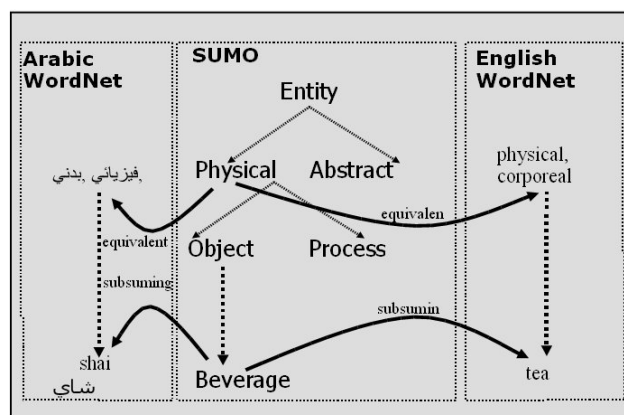 Arabic
WordNet
SUMO
English
WordNet
Entity
فيزيائي, بدني,
Physical
Abstract
physical,
corporeal
equivalent
equivalen
Object
Process
subsuming
subsumin
shai
شاي
Beverage
tea